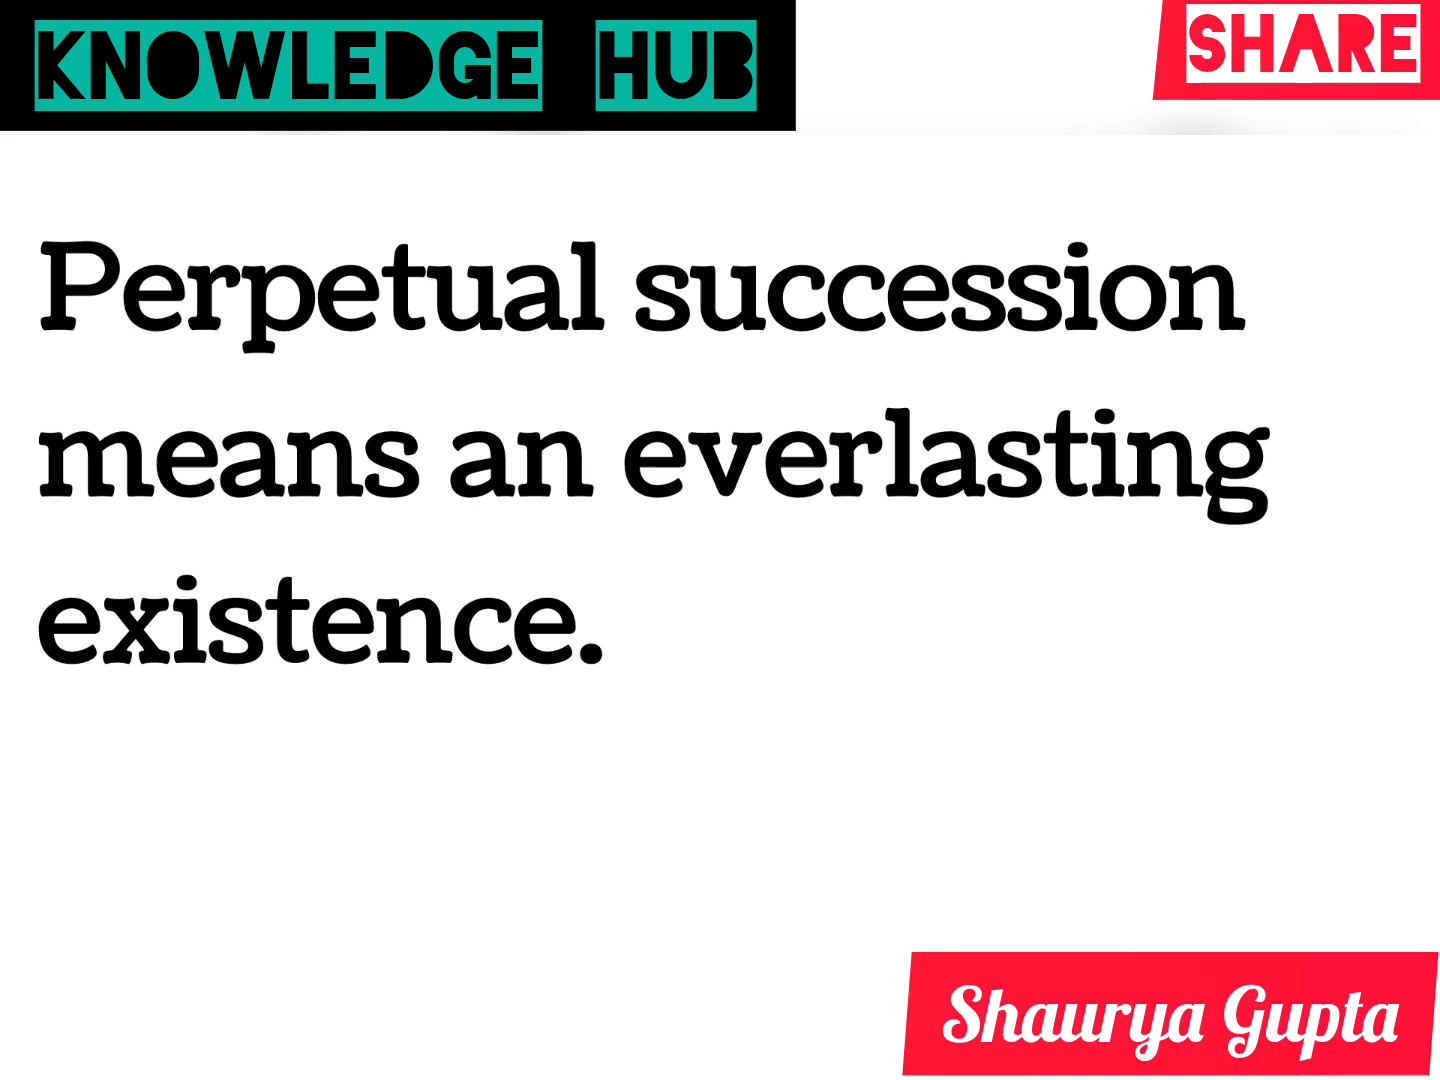 KNOWLEDGE HUB
SHARE
Perpetual succession
means an everlasting
existence.
Shaurya Gupta